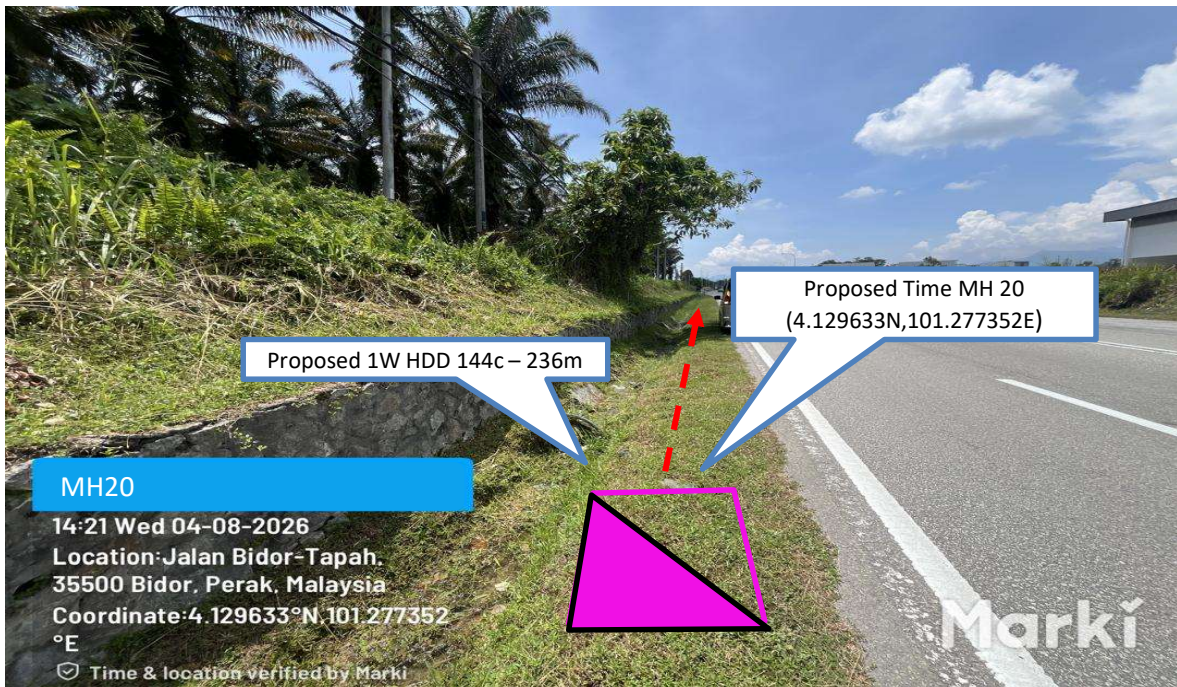 Proposed Time MH 20
(4.129633N,101.277352E)
Proposed 1W HDD 144c – 236m
MH20
14:21 Wed 04-08-2026
Location:Jalan Bidor-Tapah,
35500 Bidor, Perak, Malaysia
Coordinate:4.129633°N,101.277352
°E
Time & location verified by Marki
Marki